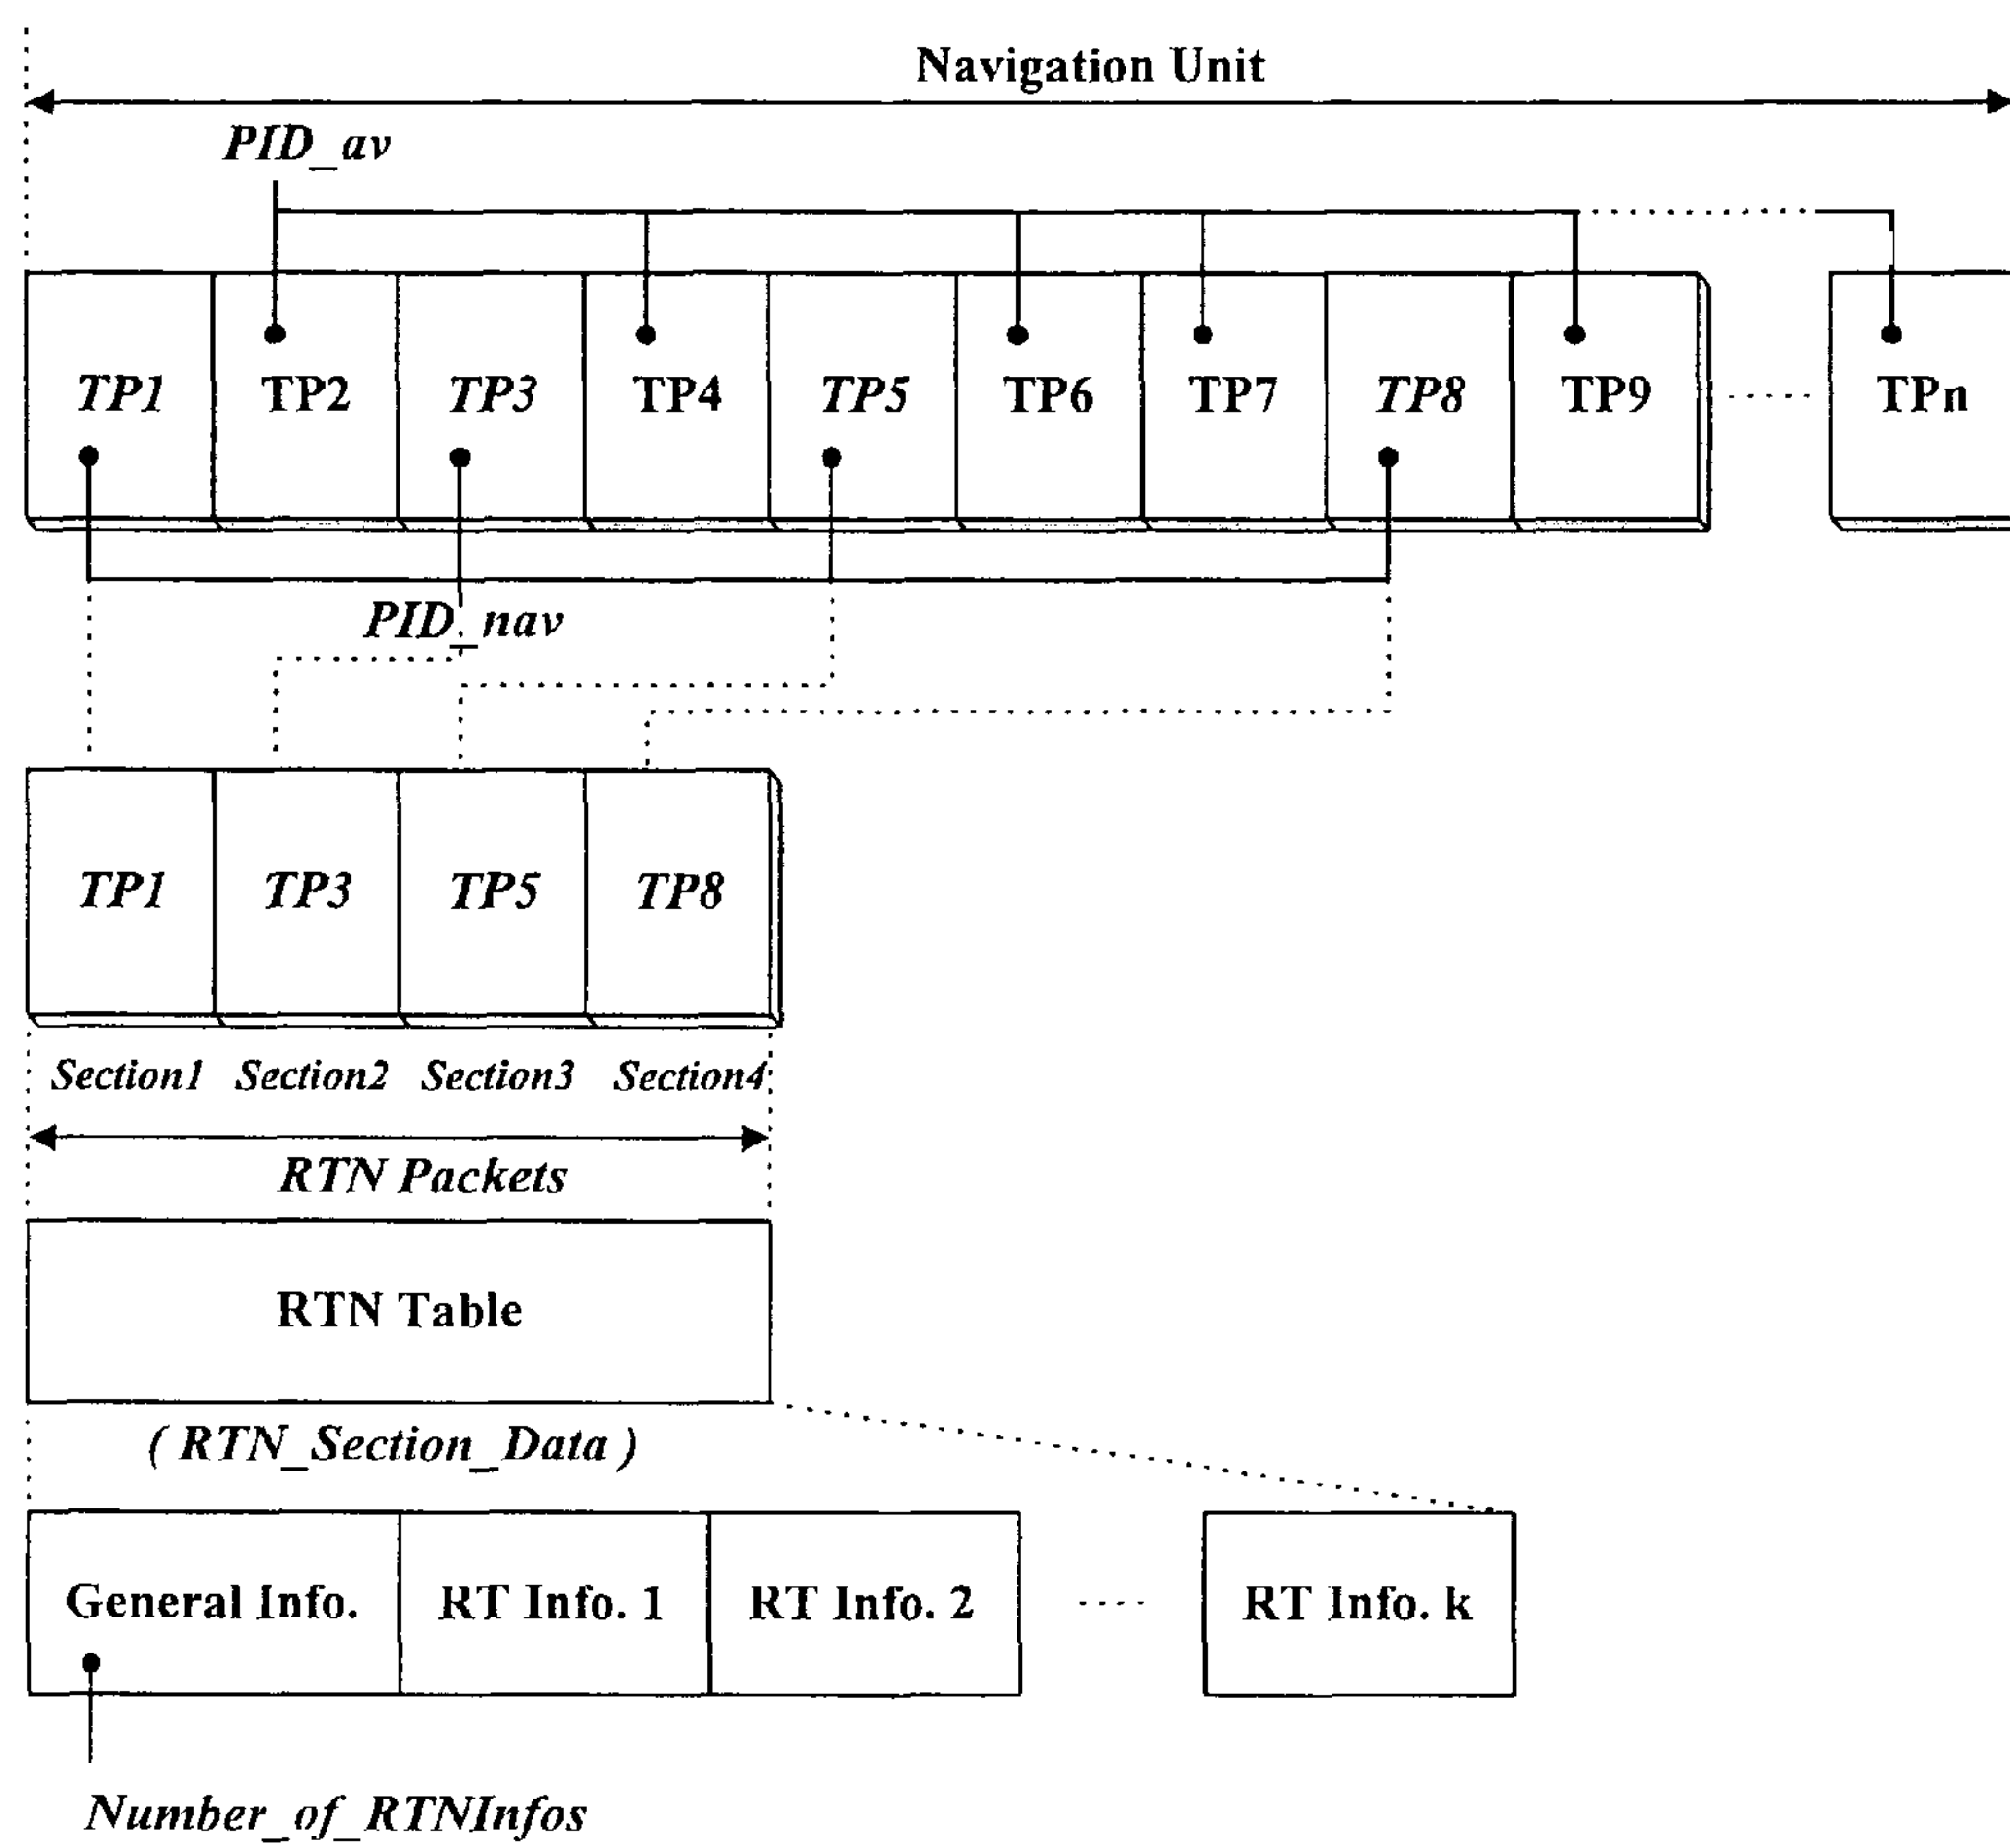 Navigation Unit
PID_av
TP1 TP2 TP3 TP4 TP5 TP6 TP7 TP8 TP9 ..... TPn
PID_nav
TP1 TP3 TP5 TP8
Section1 Section2 Section3 Section4
RTN Packets
RTN Table
( RTN_Section_Data )
General Info. RT Info. 1 RT Info. 2 .... RT Info. k
Number_of_RTNInfos